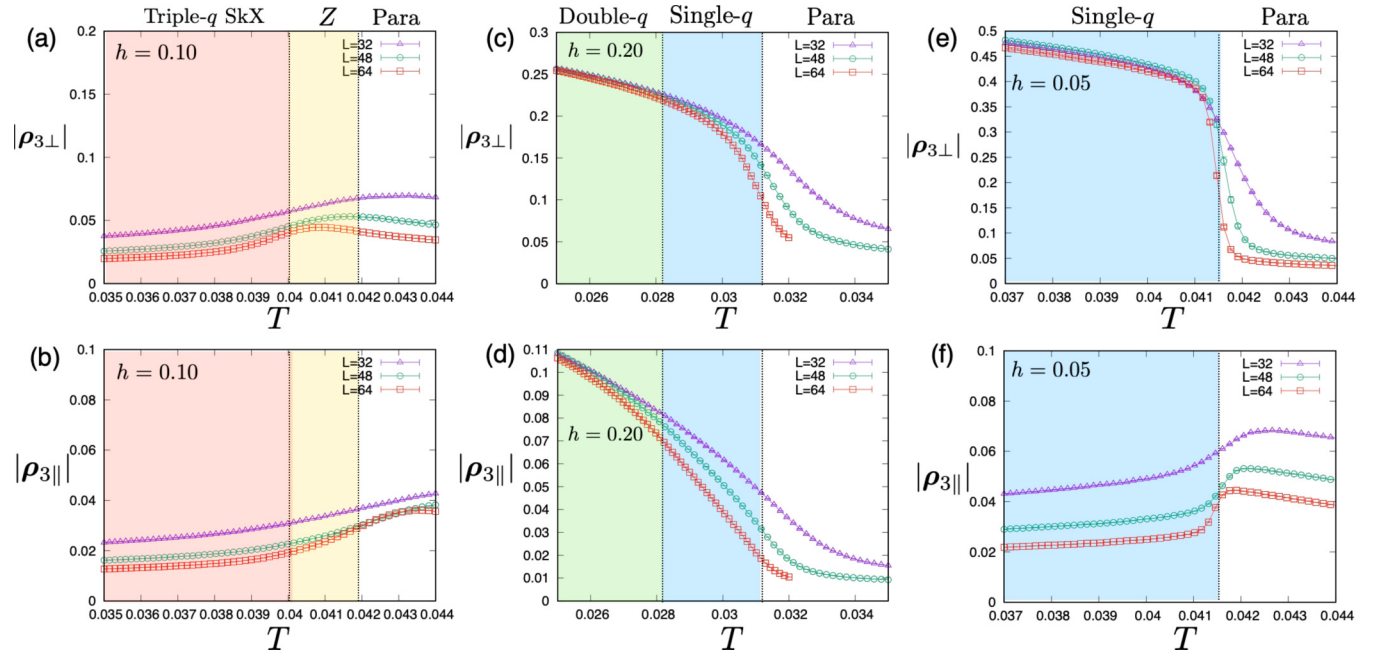 Triple-q SkX Z Para
(a)
0.2
0.15
0.1
0.05
0
|ρ3⊥|
h = 0.10
L=32
L=48
L=64
0.035 0.036 0.037 0.038 0.039 0.04 0.041 0.042 0.043 0.044
T
Double-q Single-q Para
(c)
0.3
0.25
0.2
0.15
0.1
0.05
0
|ρ3⊥|
h = 0.20
L=32
L=48
L=64
0.026 0.028 0.03 0.032 0.034
T
Single-q Para
(e)
0.5
0.45
0.4
0.35
0.3
0.25
0.2
0.15
0.1
0.05
0
|ρ3⊥|
h = 0.05
L=32
L=48
L=64
0.037 0.038 0.039 0.04 0.041 0.042 0.043 0.044
T
(b)
0.1
0.08
0.06
0.04
0.02
0
|ρ3∥|
h = 0.10
L=32
L=48
L=64
0.035 0.036 0.037 0.038 0.039 0.04 0.041 0.042 0.043 0.044
T
(d)
0.11
0.1
0.09
0.08
0.07
0.06
0.05
0.04
0.03
0.02
0.01
0
|ρ3∥|
h = 0.20
L=32
L=48
L=64
0.026 0.028 0.03 0.032 0.034
T
(f)
0.1
0.08
0.06
0.04
0.02
0
|ρ3∥|
h = 0.05
L=32
L=48
L=64
0.037 0.038 0.039 0.04 0.041 0.042 0.043 0.044
T